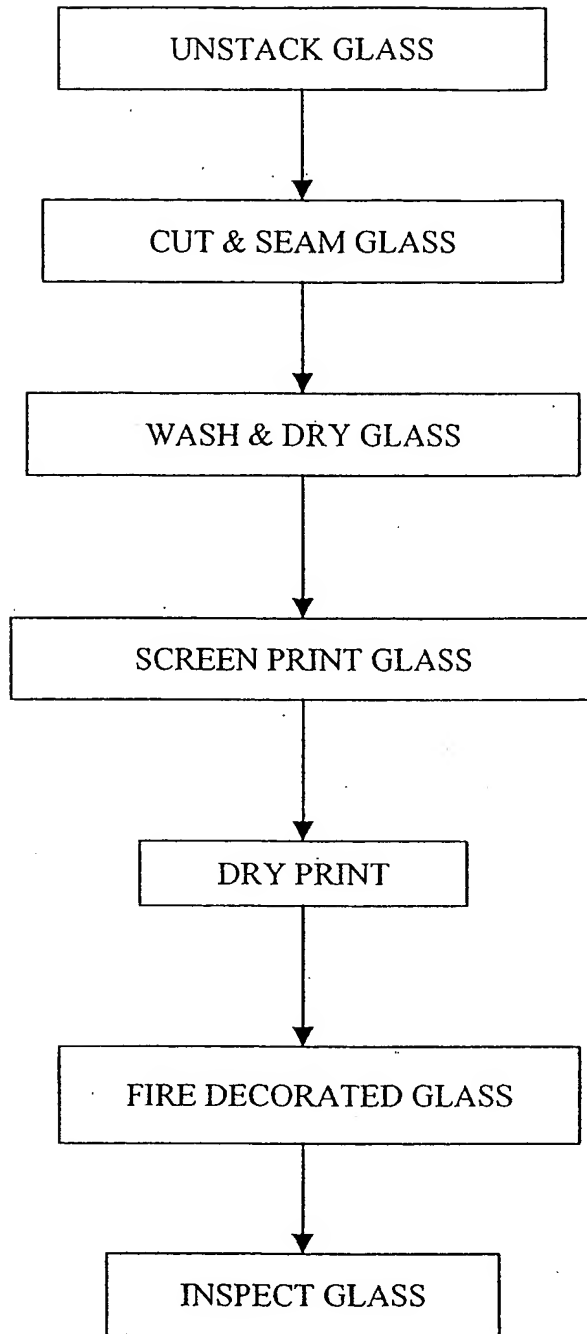 UNSTACK GLASS
CUT & SEAM GLASS
WASH & DRY GLASS
SCREEN PRINT GLASS
DRY PRINT
FIRE DECORATED GLASS
INSPECT GLASS